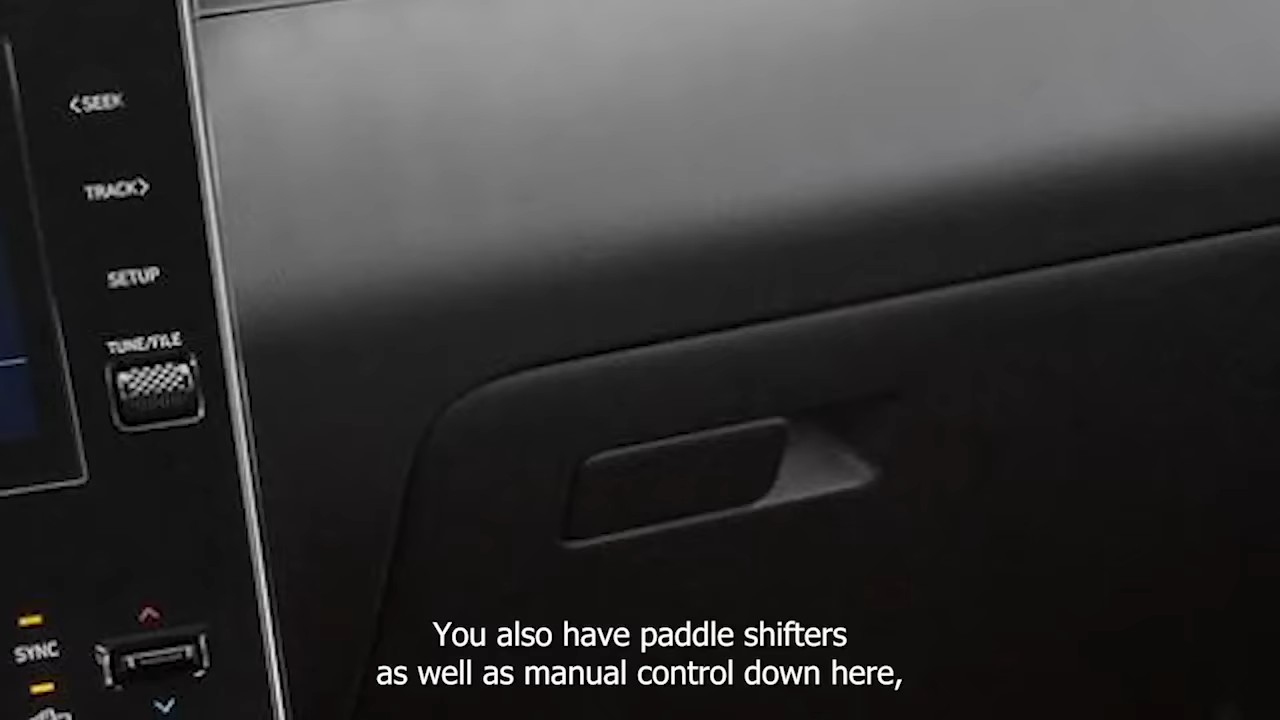 <SEEK
TRACK>
SETUP
TUNE/FILE
SYNC
You also have paddle shifters
as well as manual control down here,